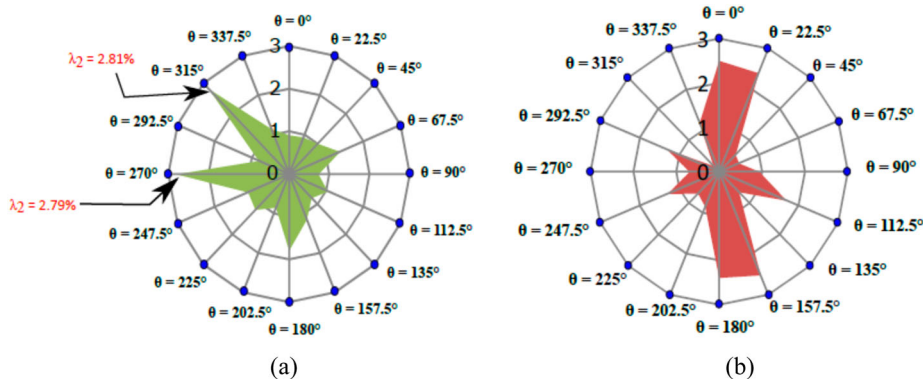 θ = 0°
θ = 22.5°
θ = 45°
θ = 67.5°
θ = 90°
θ = 112.5°
θ = 135°
θ = 157.5°
θ = 180°
θ = 202.5°
θ = 225°
θ = 247.5°
θ = 270°
θ = 292.5°
θ = 315°
θ = 337.5°
3
2
1
0
λ2 = 2.81%
λ2 = 2.79%
(a)
θ = 0°
θ = 22.5°
θ = 45°
θ = 67.5°
θ = 90°
θ = 112.5°
θ = 135°
θ = 157.5°
θ = 180°
θ = 202.5°
θ = 225°
θ = 247.5°
θ = 270°
θ = 292.5°
θ = 315°
θ = 337.5°
3
2
1
0
(b)